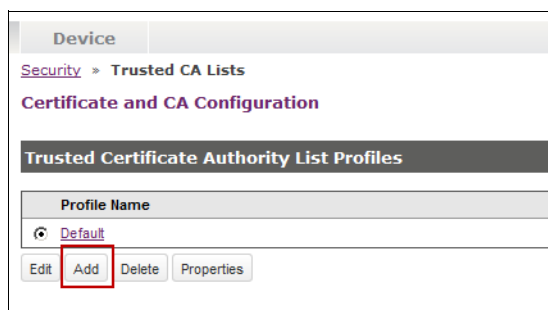 Device
Security » Trusted CA Lists
Certificate and CA Configuration
Trusted Certificate Authority List Profiles
Profile Name
Default
Edit Add Delete Properties